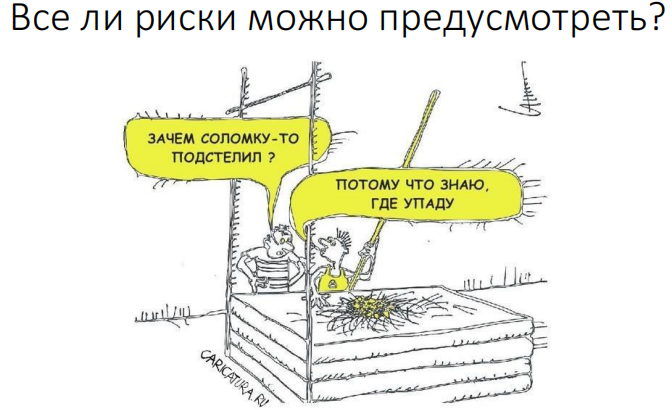 Все ли риски можно предусмотреть?
ЗАЧЕМ СОЛОМКУ-ТО
ПОДСТЕЛИЛ ?
ПОТОМУ ЧТО ЗНАЮ,
ГДЕ УПАДУ
CARICATURA.RU